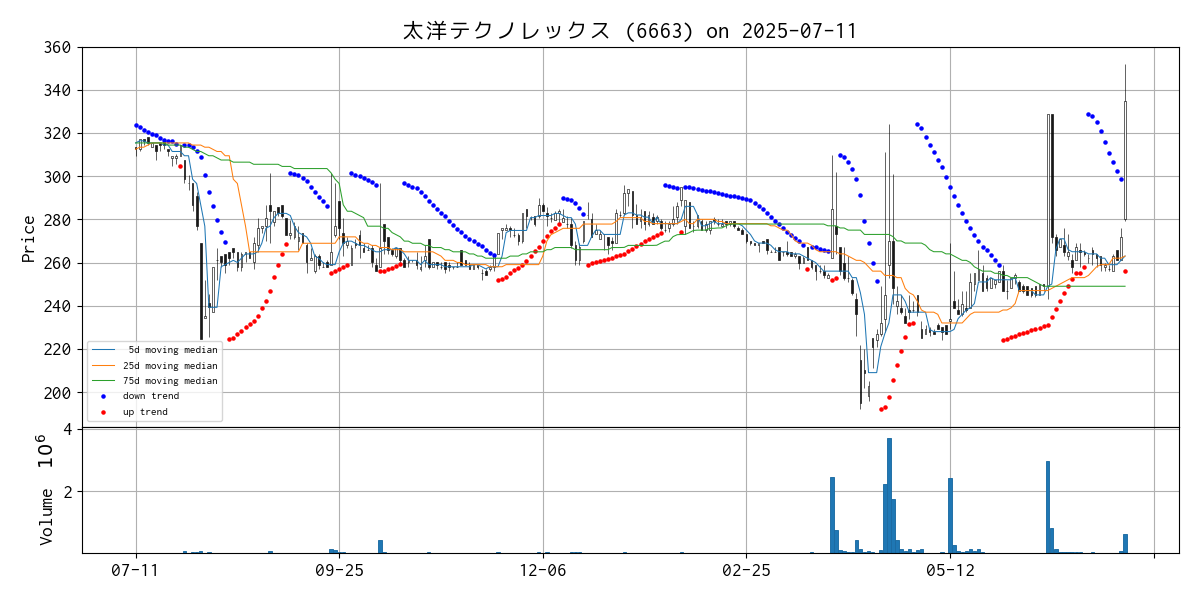 太洋テクノレックス (6663) on 2025-07-11
Price
360
340
320
300
280
260
240
220
200
5d moving median
25d moving median
75d moving median
down trend
up trend
Volume 10^6
4
2
07-11
09-25
12-06
02-25
05-12